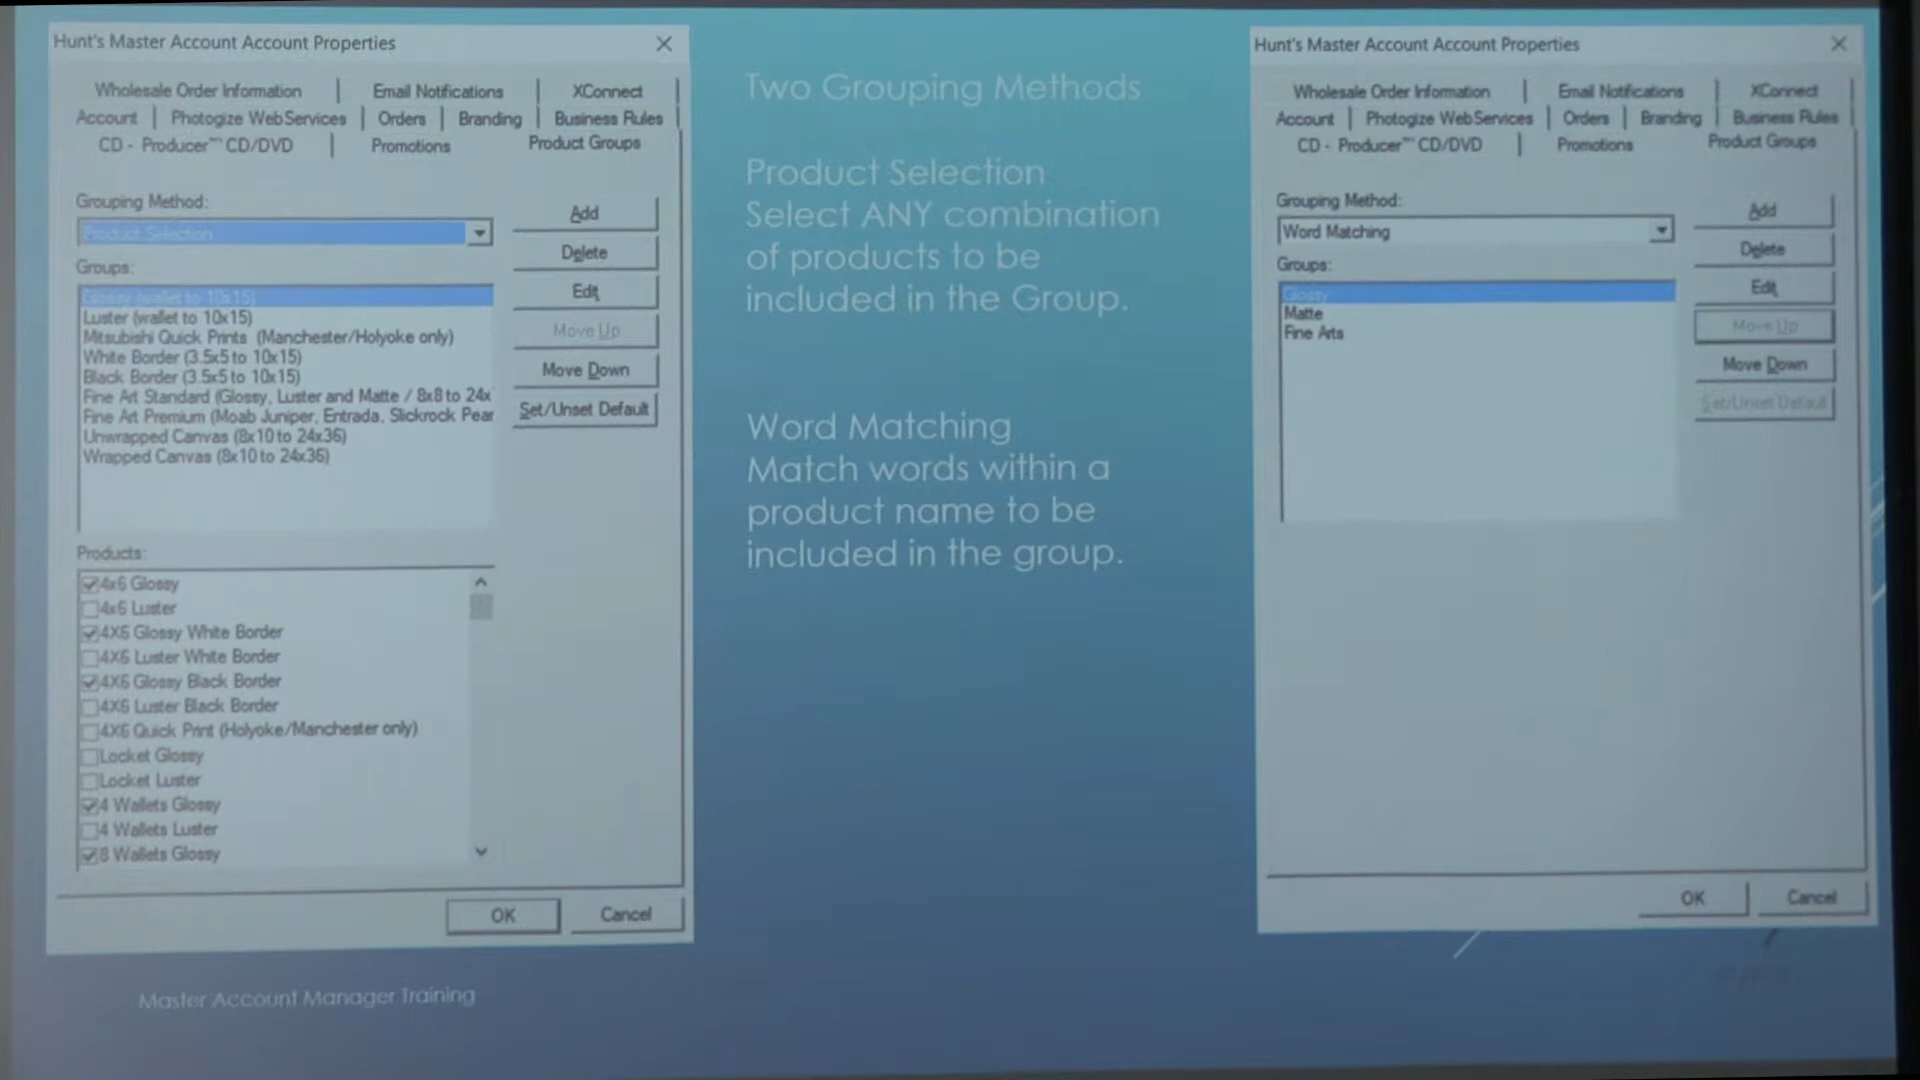 Hunt's Master Account Account Properties
Wholesale Order Information
Email Notifications
XConnect
Account
Photogize WebServices
Orders
Branding
Business Rules
CD - Producer™ CD/DVD
Promotions
Product Groups
Grouping Method:
Product Selection
Groups:
Glossy (wallet to 10x15)
Luster (wallet to 10x15)
Mitsubishi Quick Prints (Manchester/Holyoke only)
White Border (3.5x5 to 10x15)
Black Border (3.5x5 to 10x15)
Fine Art Standard (Glossy, Luster and Matte / 8x8 to 24x
Fine Art Premium (Moab Juniper, Entrada, Slickrock Pear
Unwrapped Canvas (8x10 to 24x36)
Wrapped Canvas (8x10 to 24x36)
Add
Delete
Edit
Move Up
Move Down
Set/Unset Default
Products:
4x6 Glossy
4x6 Luster
4X6 Glossy White Border
4X6 Luster White Border
4X6 Glossy Black Border
4X6 Luster Black Border
4X6 Quick Print (Holyoke/Manchester only)
Locket Glossy
Locket Luster
4 Wallets Glossy
4 Wallets Luster
8 Wallets Glossy
OK
Cancel
Two Grouping Methods
Product Selection
Select ANY combination
of products to be
included in the Group.
Word Matching
Match words within a
product name to be
included in the group.
Hunt's Master Account Account Properties
Wholesale Order Information
Email Notifications
XConnect
Account
Photogize WebServices
Orders
Branding
Business Rules
CD - Producer™ CD/DVD
Promotions
Product Groups
Grouping Method:
Word Matching
Groups:
Glossy
Matte
Fine Arts
Add
Delete
Edit
Move Up
Move Down
Set/Unset Default
OK
Cancel
Master Account Manager Training